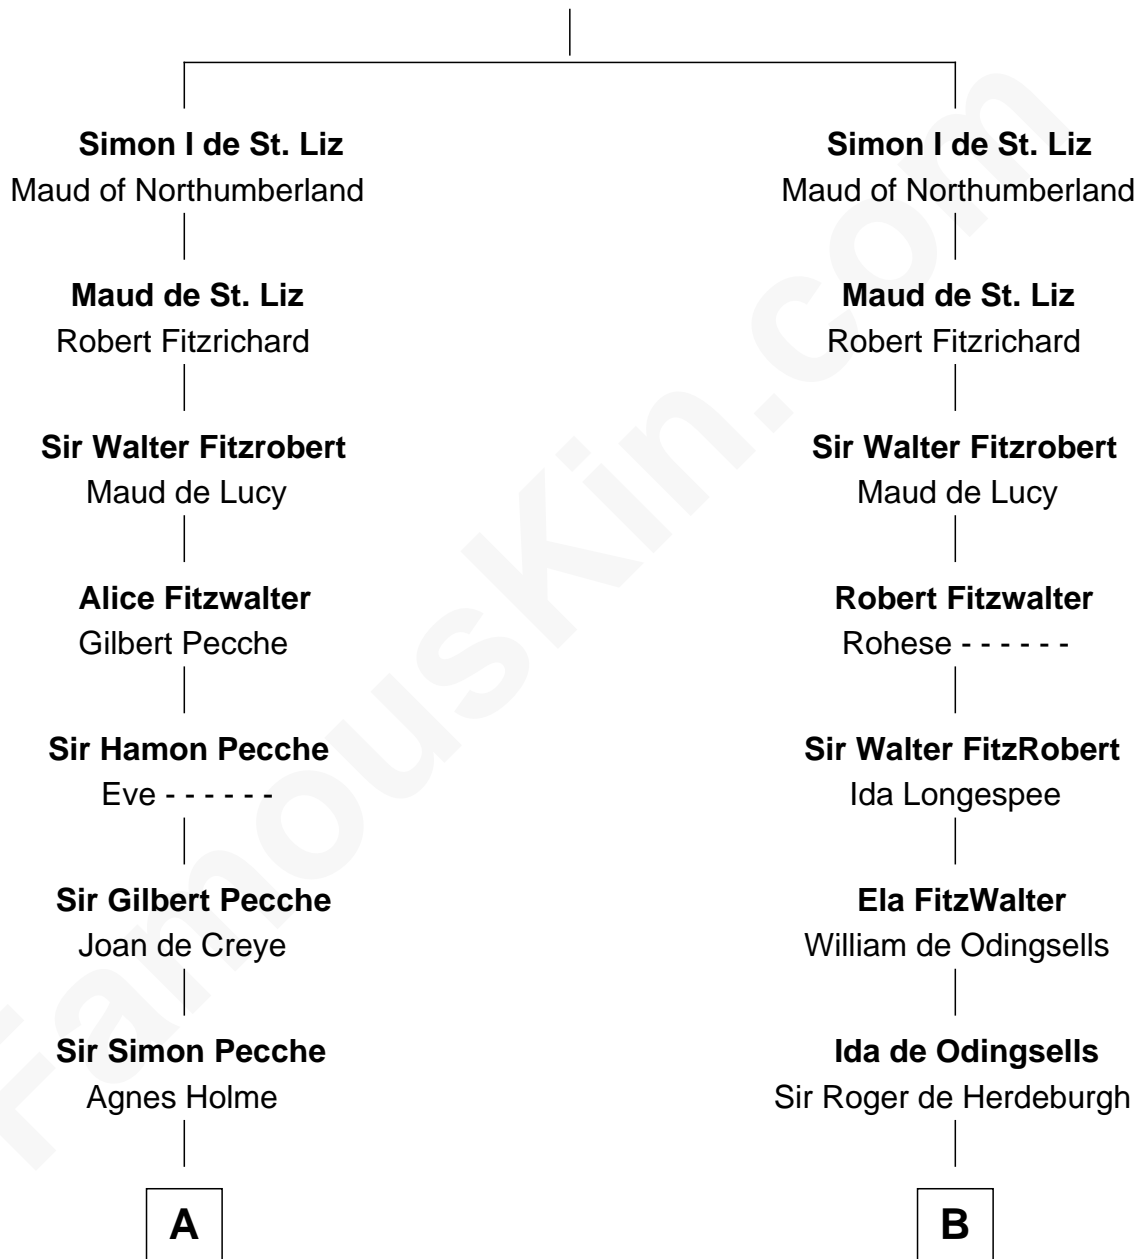 Simon I de St. Liz
Maud of Northumberland
Maud de St. Liz
Robert Fitzrichard
Sir Walter Fitzrobert
Maud de Lucy
Alice Fitzwalter
Gilbert Pecche
Sir Hamon Pecche
Eve - - - - - -
Sir Gilbert Pecche
Joan de Creye
Sir Simon Pecche
Agnes Holme
A
Simon I de St. Liz
Maud of Northumberland
Maud de St. Liz
Robert Fitzrichard
Sir Walter Fitzrobert
Maud de Lucy
Robert Fitzwalter
Rohese - - - - - -
Sir Walter FitzRobert
Ida Longespee
Ela FitzWalter
William de Odingsells
Ida de Odingsells
Sir Roger de Herdeburgh
B
FamousKin.com